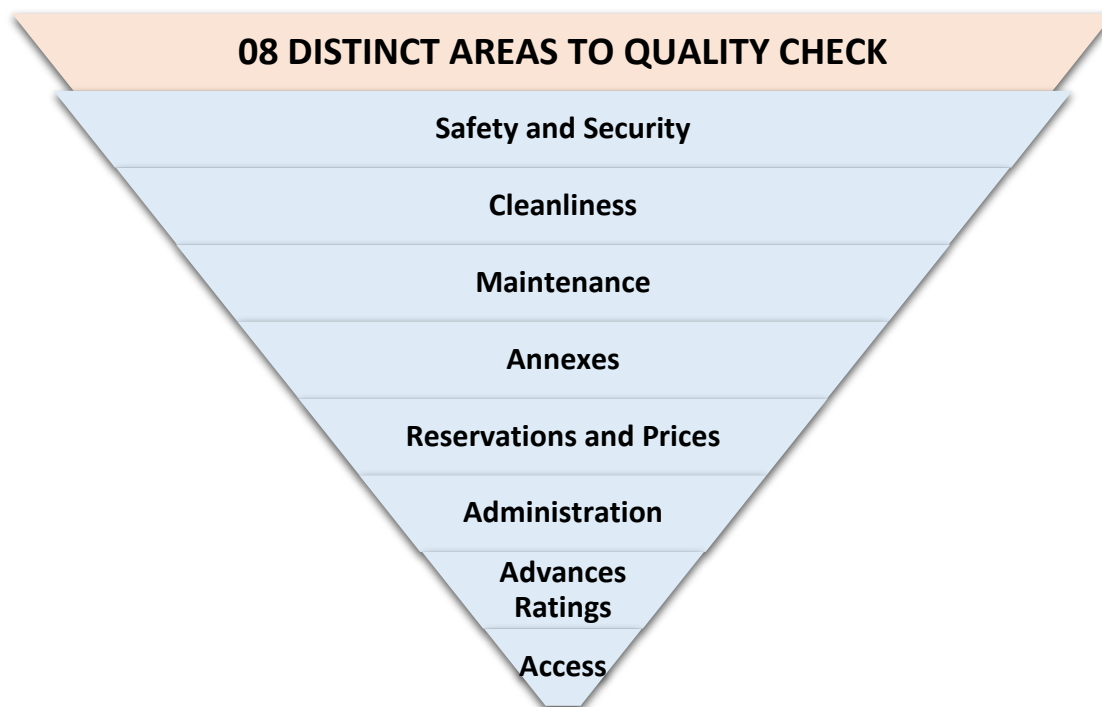 08 DISTINCT AREAS TO QUALITY CHECK
Safety and Security
Cleanliness
Maintenance
Annexes
Reservations and Prices
Administration
Advances
Ratings
Access